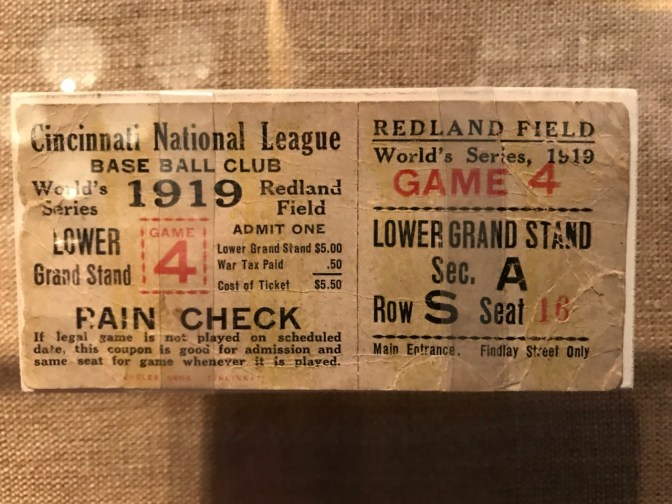 Cincinnati National League
BASE BALL CLUB
World's Series 1919 Redland Field
LOWER Grand Stand
GAME 4
ADMIT ONE
Lower Grand Stand $5.00
War Tax Paid .50
Cost of Ticket $5.50
RAIN CHECK
If legal game is not played on scheduled
date, this coupon is good for admission and
same seat for game whenever it is played.
REDLAND FIELD
World's Series, 1919
GAME 4
LOWER GRAND STAND
Sec. A
Row S Seat 16
Main Entrance. Findlay Street Only